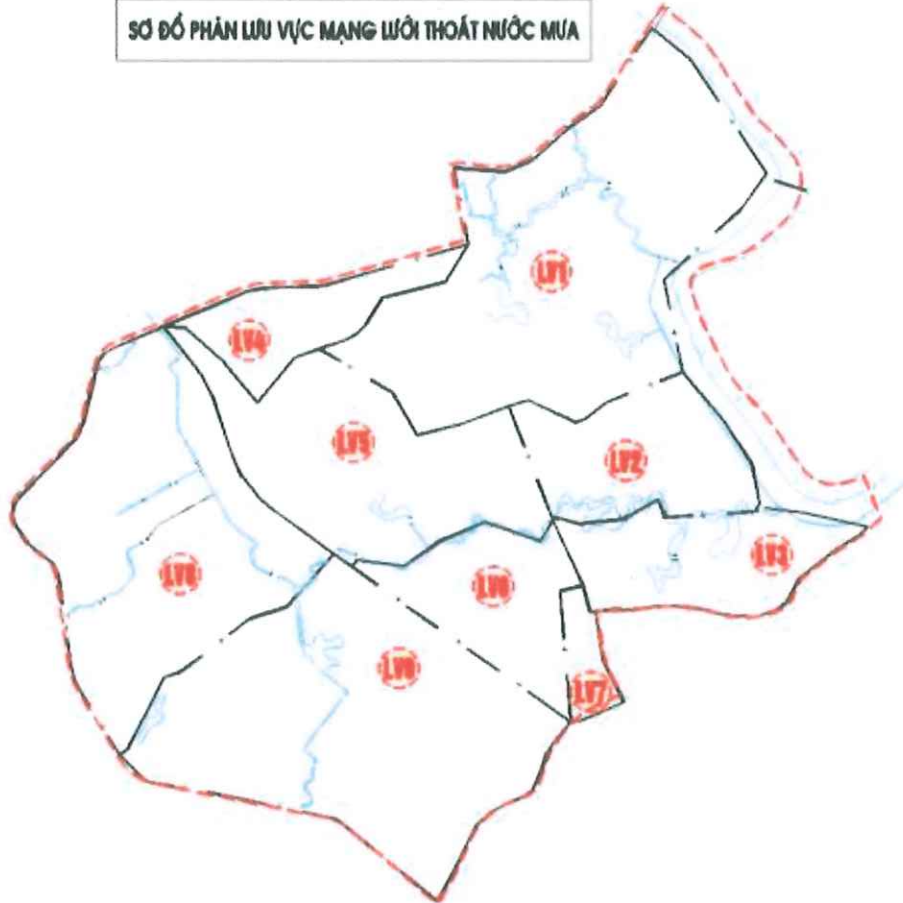 SƠ ĐỒ PHÂN LƯU VỰC MẠNG LƯỚI THOÁT NƯỚC MƯA
LV1
LV4
LV5
LV2
LV3
LV6
LV7